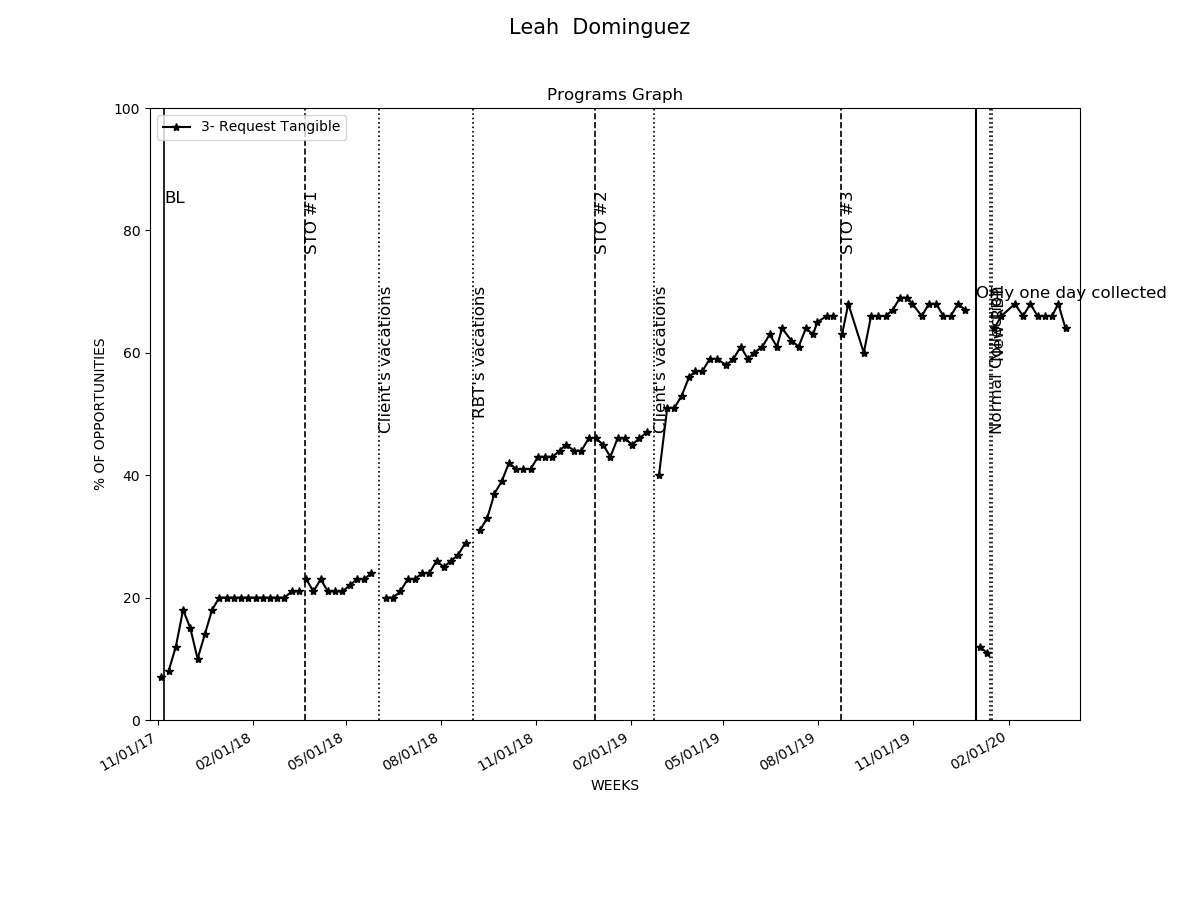 Leah  Dominguez
Programs Graph
3- Request Tangible
BL
STO #1
Client's vacations
RBT's vacations
STO #2
Client's vacations
STO #3
Only one day collected
Normal
% OF OPPORTUNITIES
100
80
60
40
20
0
11/01/17
02/01/18
05/01/18
08/01/18
11/01/18
02/01/19
05/01/19
08/01/19
11/01/19
02/01/20
WEEKS